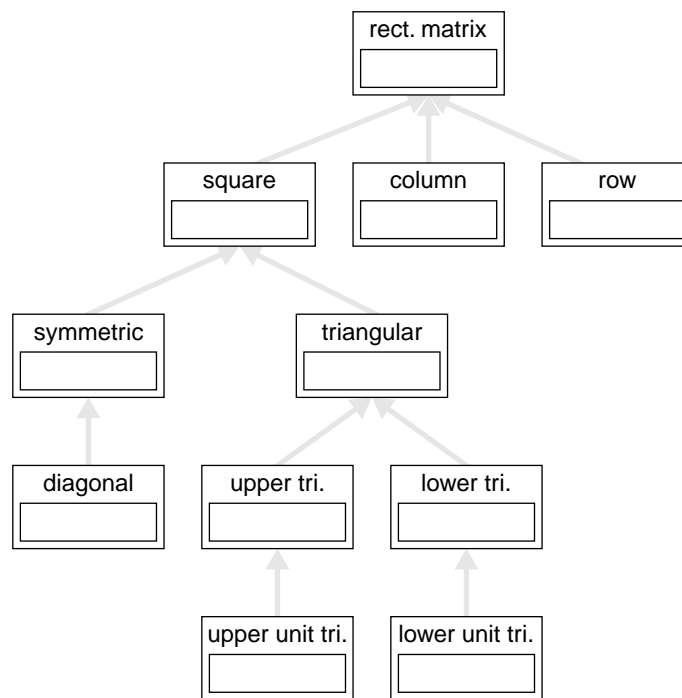 rect. matrix
square
column
row
symmetric
triangular
diagonal
upper tri.
lower tri.
upper unit tri.
lower unit tri.